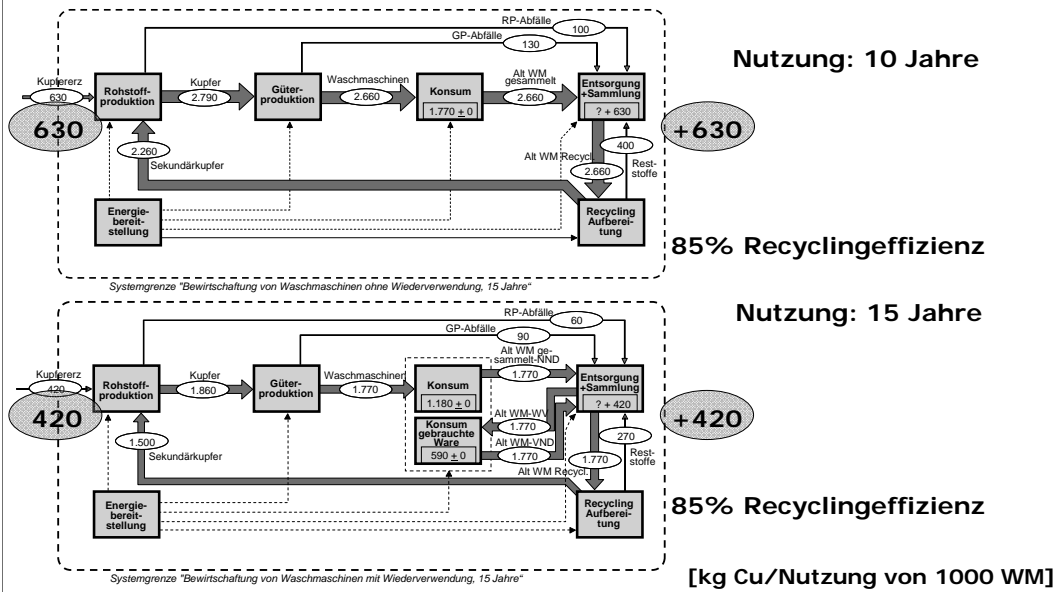 RP-Abfälle
100
GP-Abfälle
130
Nutzung: 10 Jahre
Kupfererz
630
630
Rohstoff-
produktion
Kupfer
2.790
Güter-
produktion
Waschmaschinen
2.660
Konsum
1.770 ± 0
Alt WM
gesammelt
2.660
Entsorgung
+Sammlung
? + 630
+630
2.260
Sekundärkupfer
Alt WM Recycl.
2.660
400
Rest-
stoffe
Energie-
bereit-
stellung
Recycling
Aufberei-
tung
85% Recyclingeffizienz
Systemgrenze "Bewirtschaftung von Waschmaschinen ohne Wiederverwendung, 15 Jahre“
Nutzung: 15 Jahre
RP-Abfälle
60
GP-Abfälle
90
Kupfererz
420
420
Rohstoff-
produktion
Kupfer
1.860
Güter-
produktion
Waschmaschinen
1.770
Konsum
1.180 ± 0
Alt WM ge-
sammelt-NND
1.770
Entsorgung
+Sammlung
? + 420
+420
Konsum
gebrauchte
Ware
590 ± 0
Alt WM-WV
1.770
Alt WM-VND
1.770
1.500
Sekundärkupfer
Alt WM Recycl.
1.770
270
Rest-
stoffe
Energie-
bereit-
stellung
Recycling
Aufberei-
tung
85% Recyclingeffizienz
Systemgrenze "Bewirtschaftung von Waschmaschinen mit Wiederverwendung, 15 Jahre“
[kg Cu/Nutzung von 1000 WM]